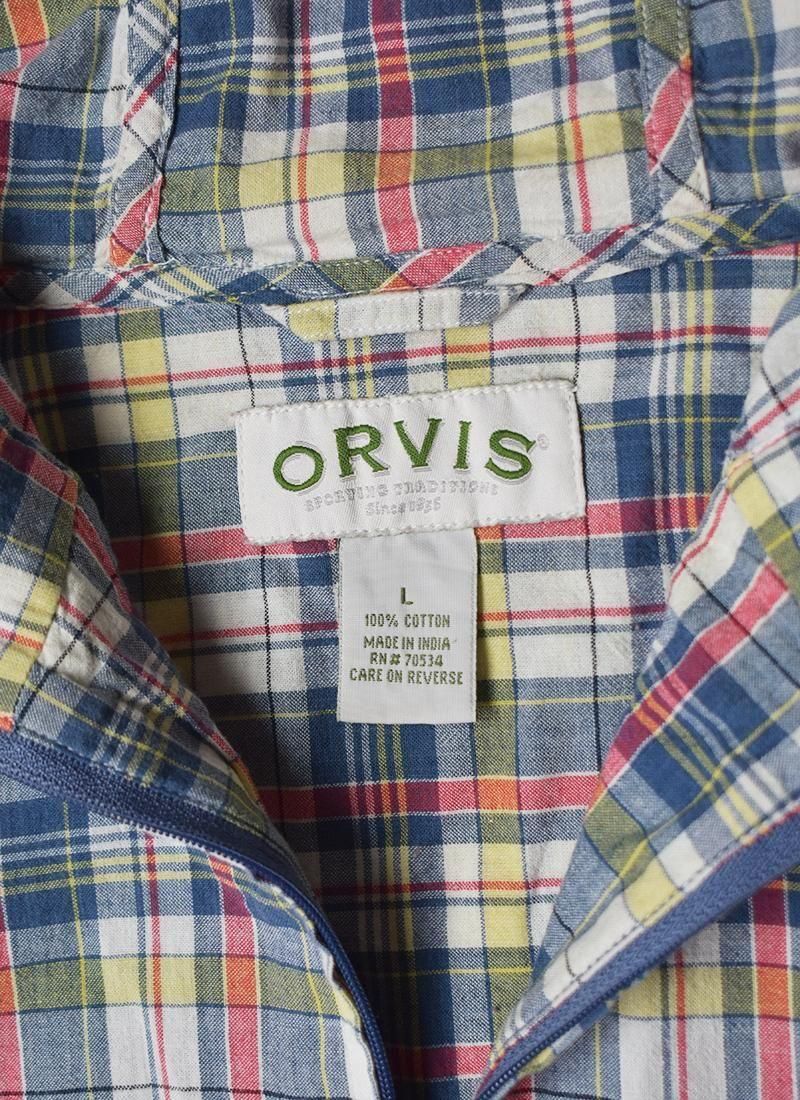 ORVIS®
SPORTING TRADITIONS
Since 1856
L
100% COTTON
MADE IN INDIA
RN# 70534
CARE ON REVERSE